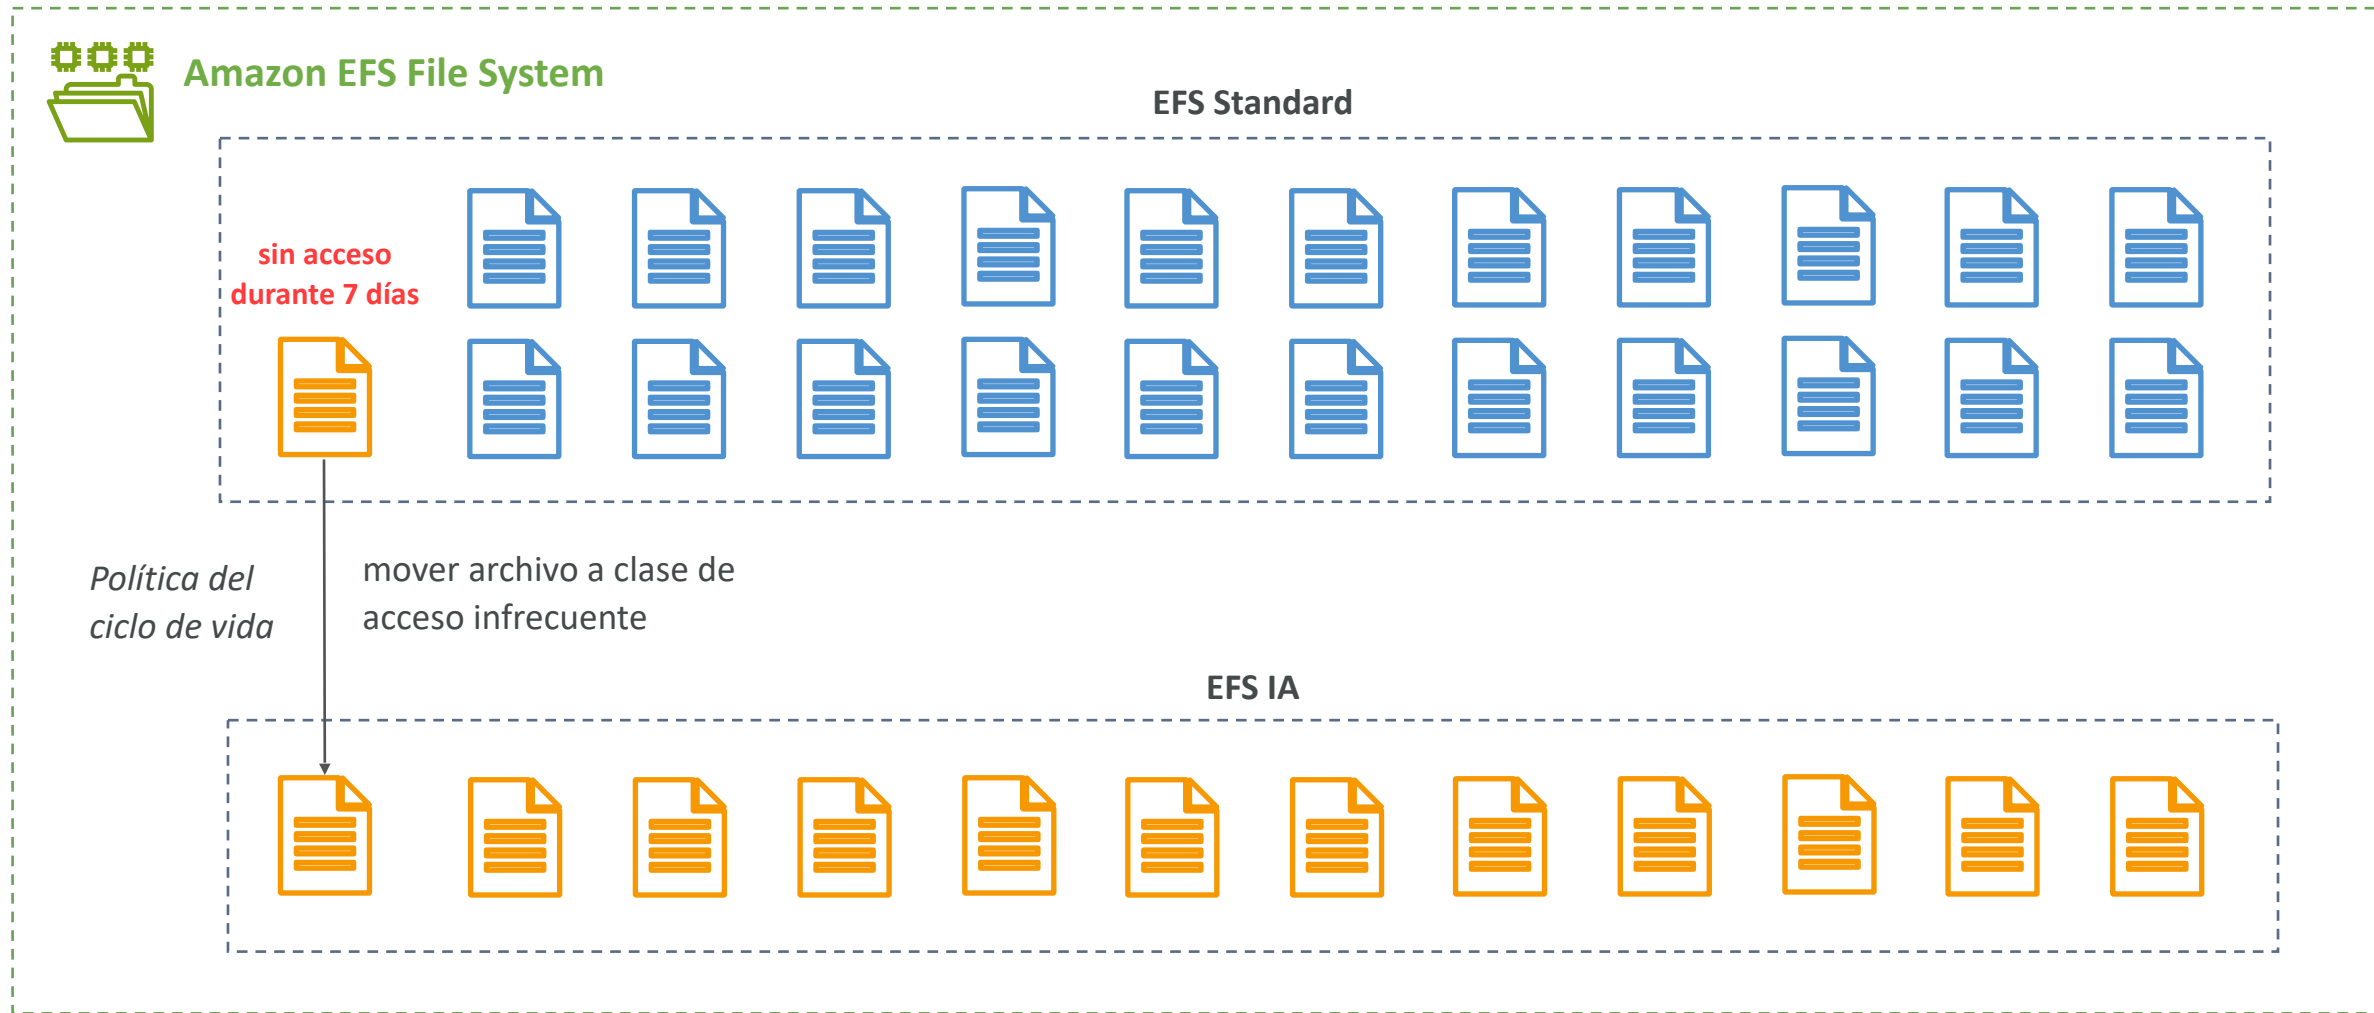 Amazon EFS File System
EFS Standard
sin acceso
durante 7 días
Política del
ciclo de vida
mover archivo a clase de
acceso infrecuente
EFS IA